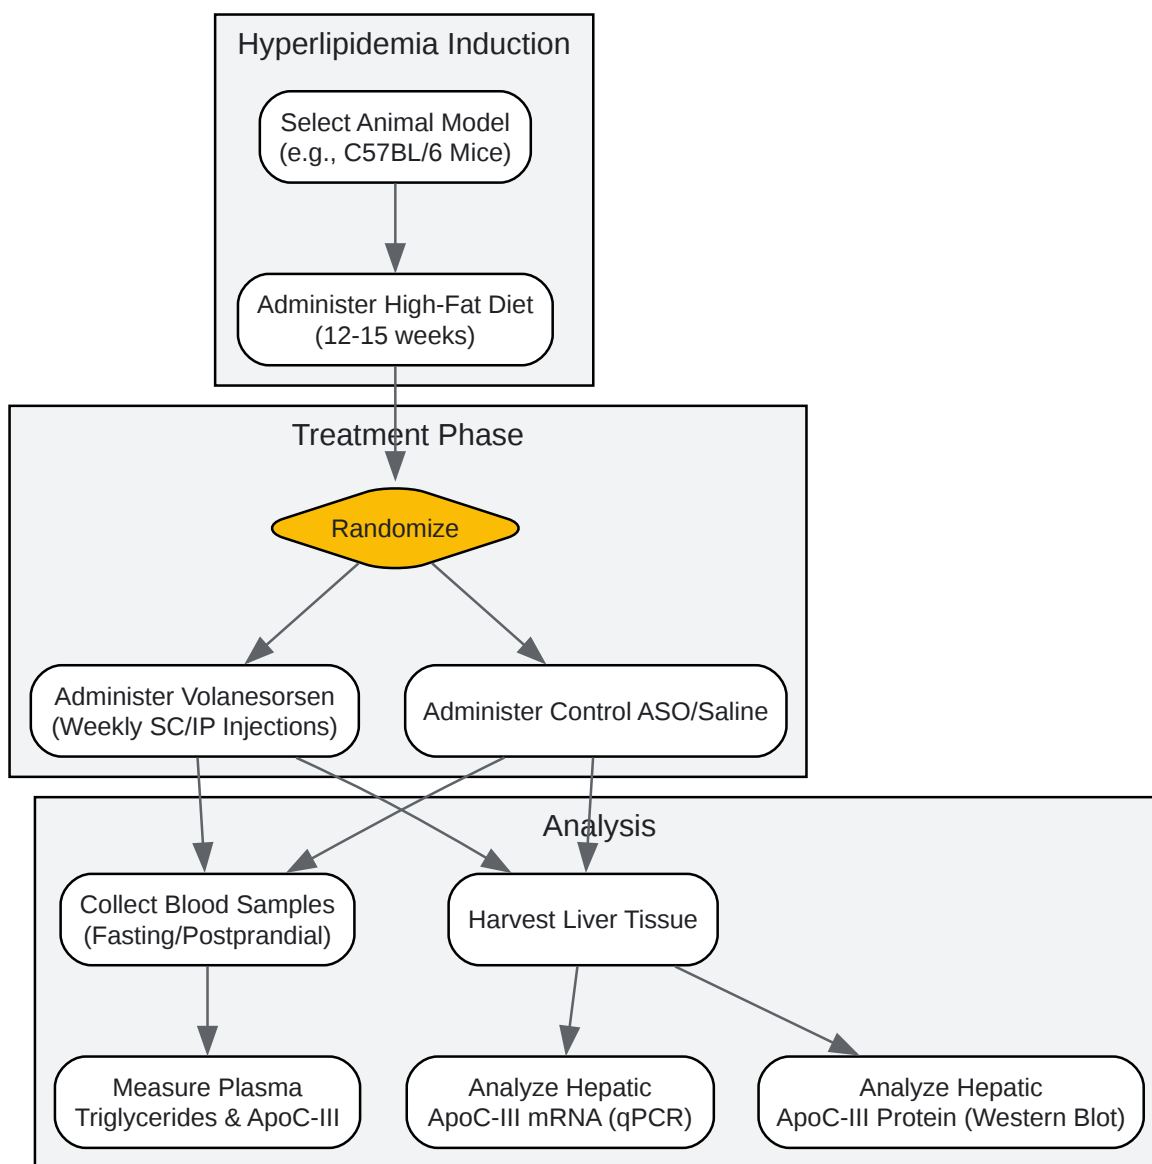 Hyperlipidemia Induction
Select Animal Model
(e.g., C57BL/6 Mice)
Administer High-Fat Diet
(12-15 weeks)
Treatment Phase
Randomize
Administer Volanesorsen
(Weekly SC/IP Injections)
Administer Control ASO/Saline
Analysis
Collect Blood Samples
(Fasting/Postprandial)
Harvest Liver Tissue
Measure Plasma
Triglycerides & ApoC-III
Analyze Hepatic
ApoC-III mRNA (qPCR)
Analyze Hepatic
ApoC-III Protein (Western Blot)